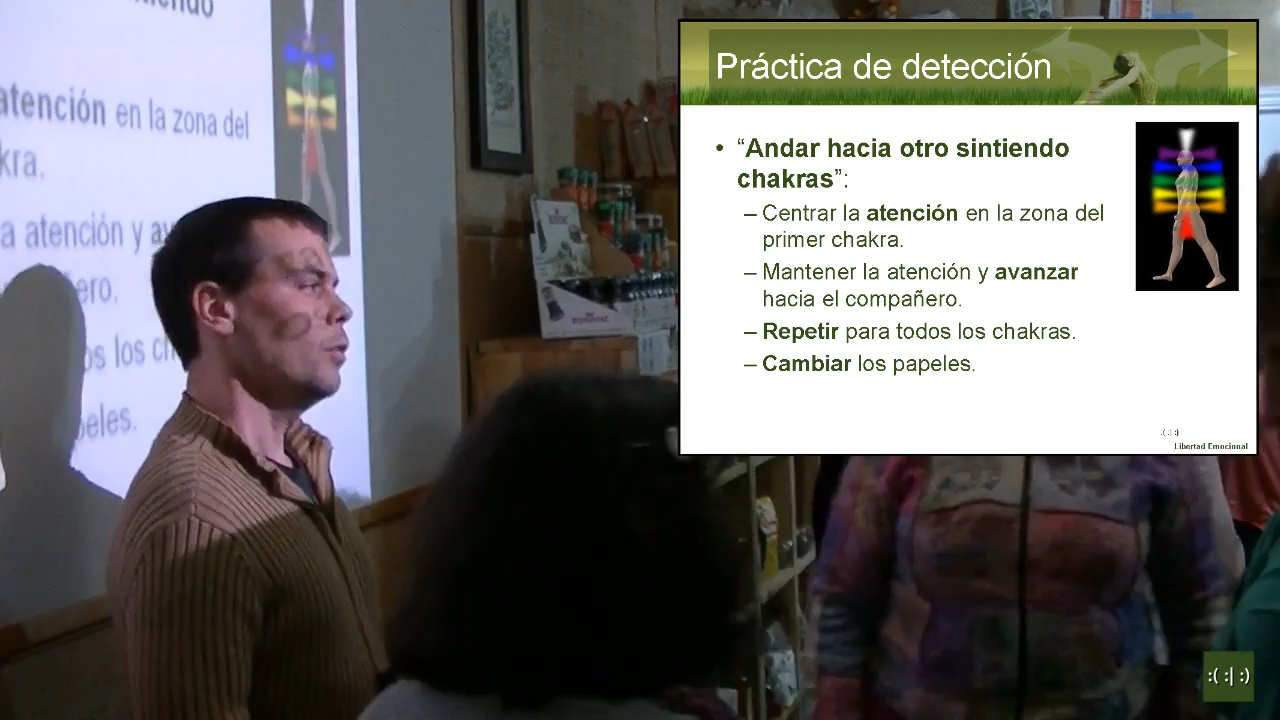 atención en la zona del
kra.
a atención y av
ero.
os los ch
eles.
Práctica de detección
• “Andar hacia otro sintiendo
chakras”:
– Centrar la atención en la zona del
primer chakra.
– Mantener la atención y avanzar
hacia el compañero.
– Repetir para todos los chakras.
– Cambiar los papeles.
:( :| :)
Libertad Emocional
:( :| :)